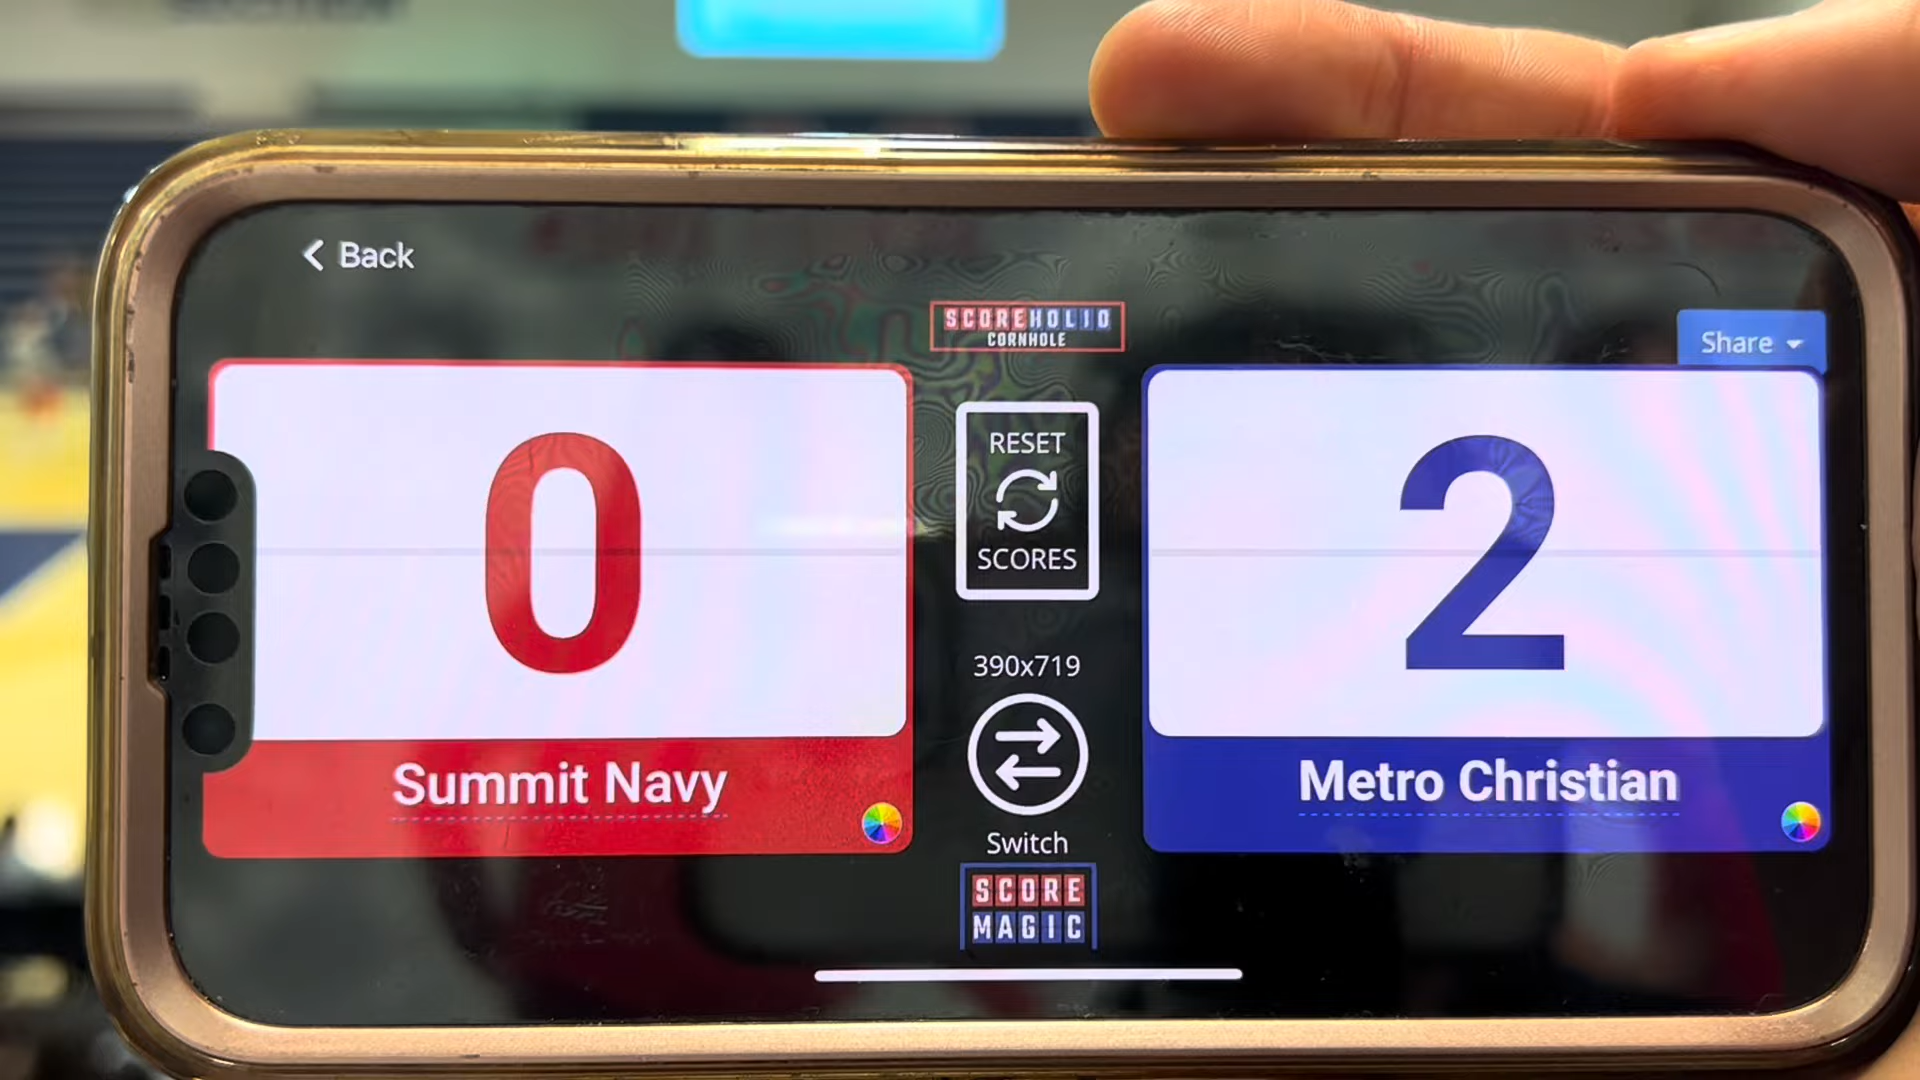 Back
SCOREHOLIO
CORNHOLE
Share
RESET
SCORES
0
2
390x719
Summit Navy
Metro Christian
Switch
SCORE
MAGIC